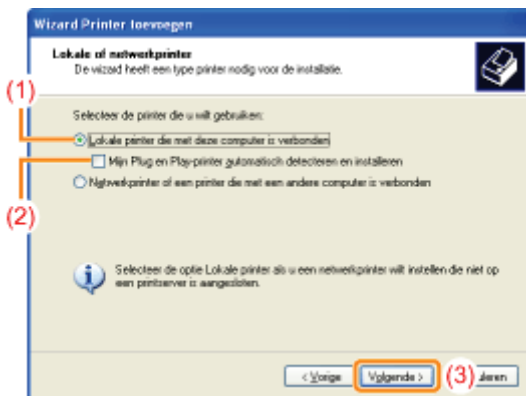 Wizard Printer toevoegen
Lokale of netwerkprinter
De wizard heeft een type printer nodig voor de installatie.
(1)
Selecteer de printer die u wilt gebruiken:
Lokale printer die met deze computer is verbonden
Mijn Plug en Play-printer automatisch detecteren en installeren
(2)
Netwerkprinter of een printer die met een andere computer is verbonden
Selecteer de optie Lokale printer als u een netwerkprinter wilt instellen die niet op
een printserver is aangesloten.
< Vorige Volgende > (3)